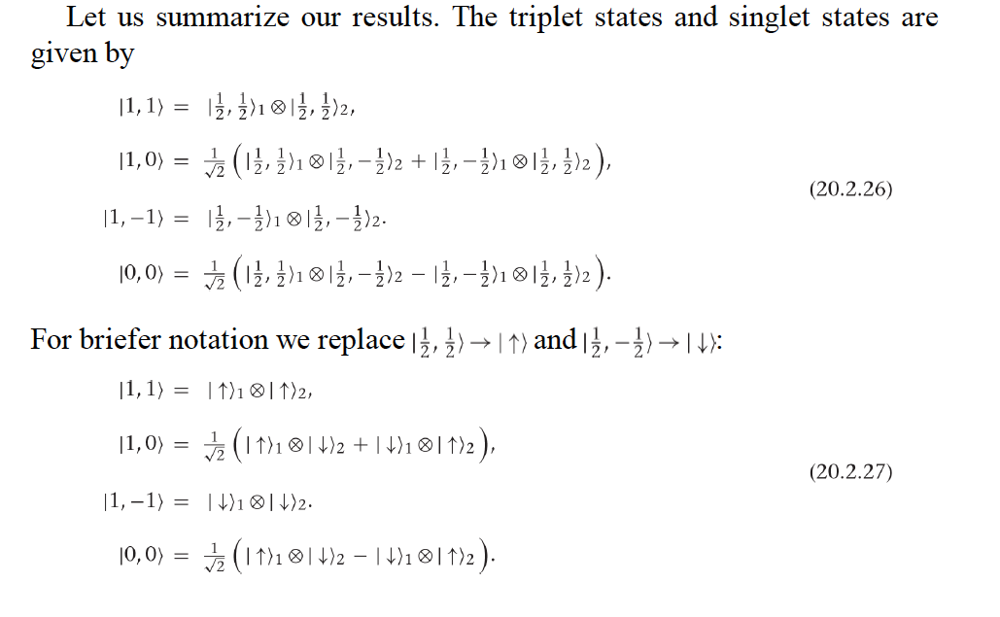 Let us summarize our results. The triplet states and singlet states are
given by
|1, 1⟩ = |½, ½⟩₁ ⊗ |½, ½⟩₂,
|1, 0⟩ = 1/√2 (|½, ½⟩₁ ⊗ |½, −½⟩₂ + |½, −½⟩₁ ⊗ |½, ½⟩₂),
(20.2.26)
|1, −1⟩ = |½, −½⟩₁ ⊗ |½, −½⟩₂.
|0, 0⟩ = 1/√2 (|½, ½⟩₁ ⊗ |½, −½⟩₂ − |½, −½⟩₁ ⊗ |½, ½⟩₂).
For briefer notation we replace |½, ½⟩ → |↑⟩ and |½, −½⟩ → |↓⟩:
|1, 1⟩ = |↑⟩₁ ⊗ |↑⟩₂,
|1, 0⟩ = 1/√2 (|↑⟩₁ ⊗ |↓⟩₂ + |↓⟩₁ ⊗ |↑⟩₂),
(20.2.27)
|1, −1⟩ = |↓⟩₁ ⊗ |↓⟩₂.
|0, 0⟩ = 1/√2 (|↑⟩₁ ⊗ |↓⟩₂ − |↓⟩₁ ⊗ |↑⟩₂).